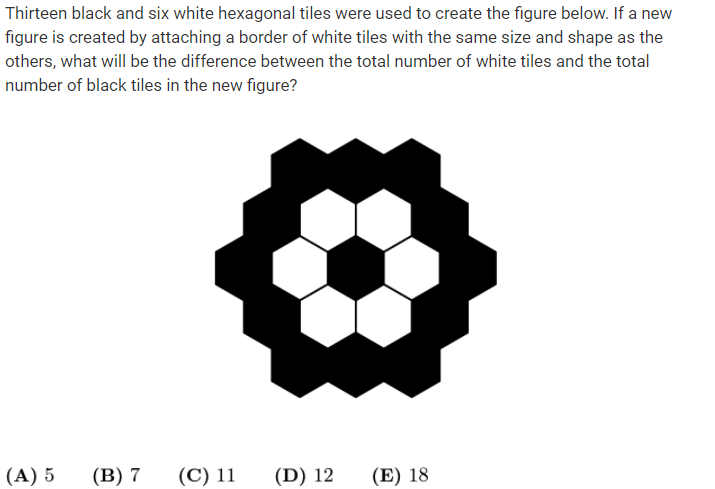 Thirteen black and six white hexagonal tiles were used to create the figure below. If a new
figure is created by attaching a border of white tiles with the same size and shape as the
others, what will be the difference between the total number of white tiles and the total
number of black tiles in the new figure?
(A) 5 (B) 7 (C) 11 (D) 12 (E) 18